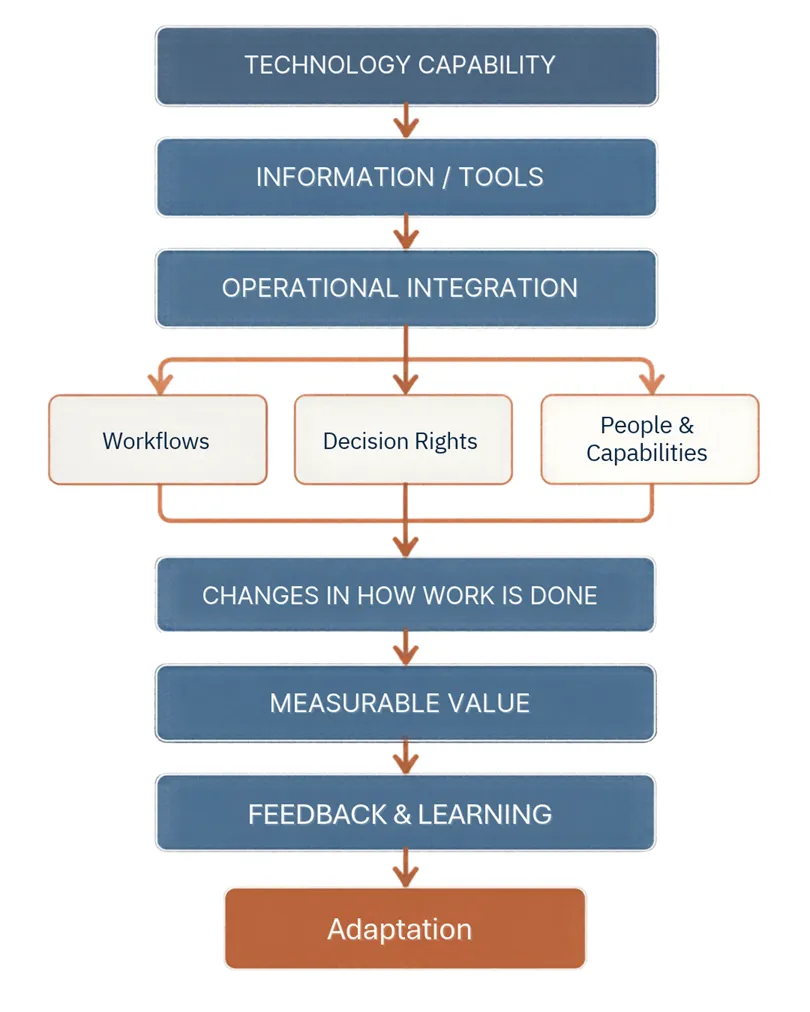 TECHNOLOGY CAPABILITY
INFORMATION / TOOLS
OPERATIONAL INTEGRATION
Workflows
Decision Rights
People &
Capabilities
CHANGES IN HOW WORK IS DONE
MEASURABLE VALUE
FEEDBACK & LEARNING
Adaptation